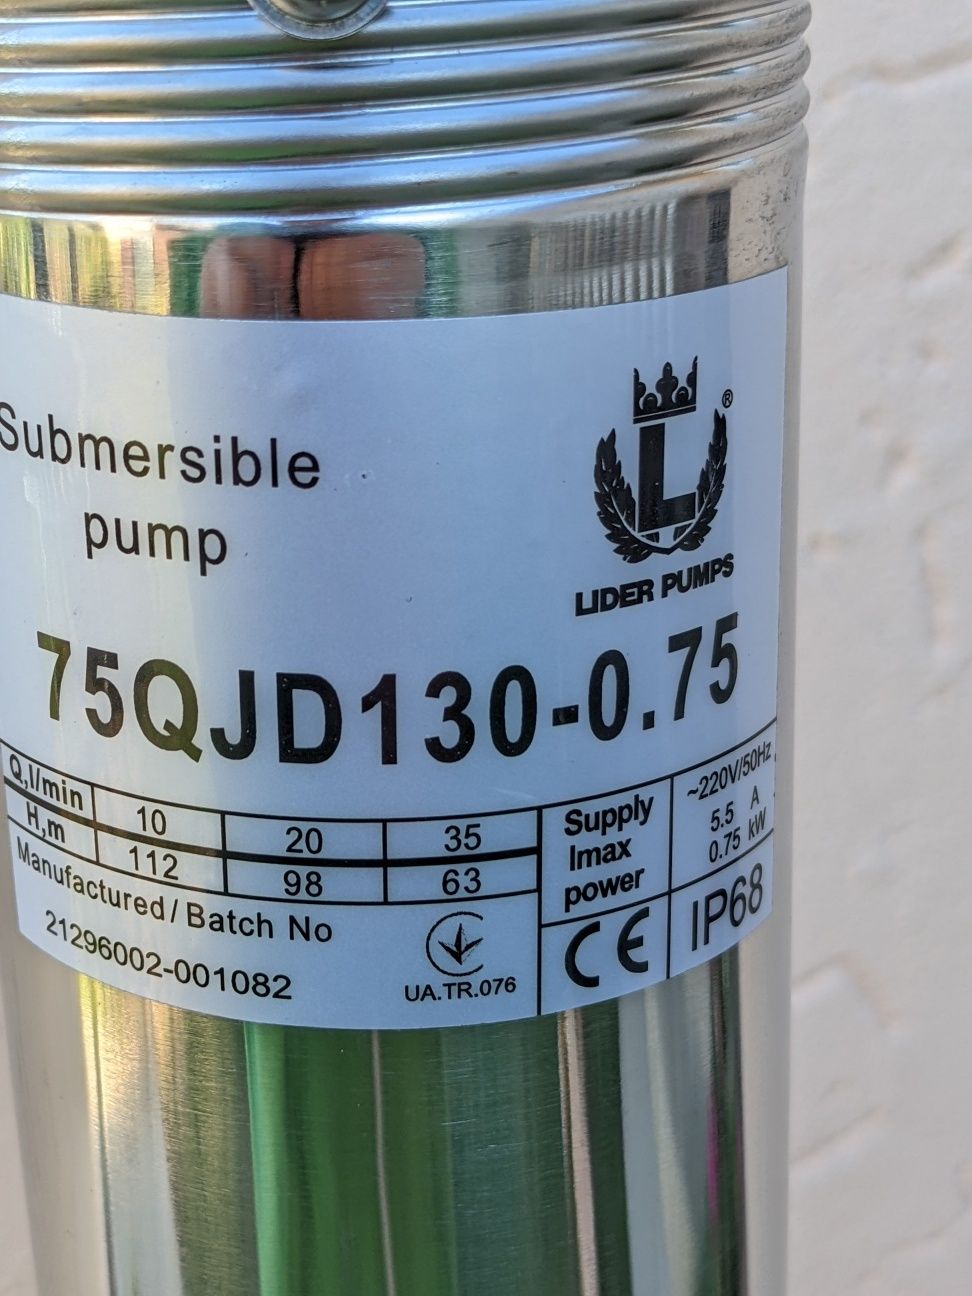 Submersible
pump
L
®
LIDER PUMPS
75QJD130-0.75
Q,l/min 10 20 35
H,m 112 98 63
Supply ~220V/50Hz
Imax 5.5 A
power 0.75 kW
Manufactured/Batch No
21296002-001082
UA.TR.076
CE
IP68